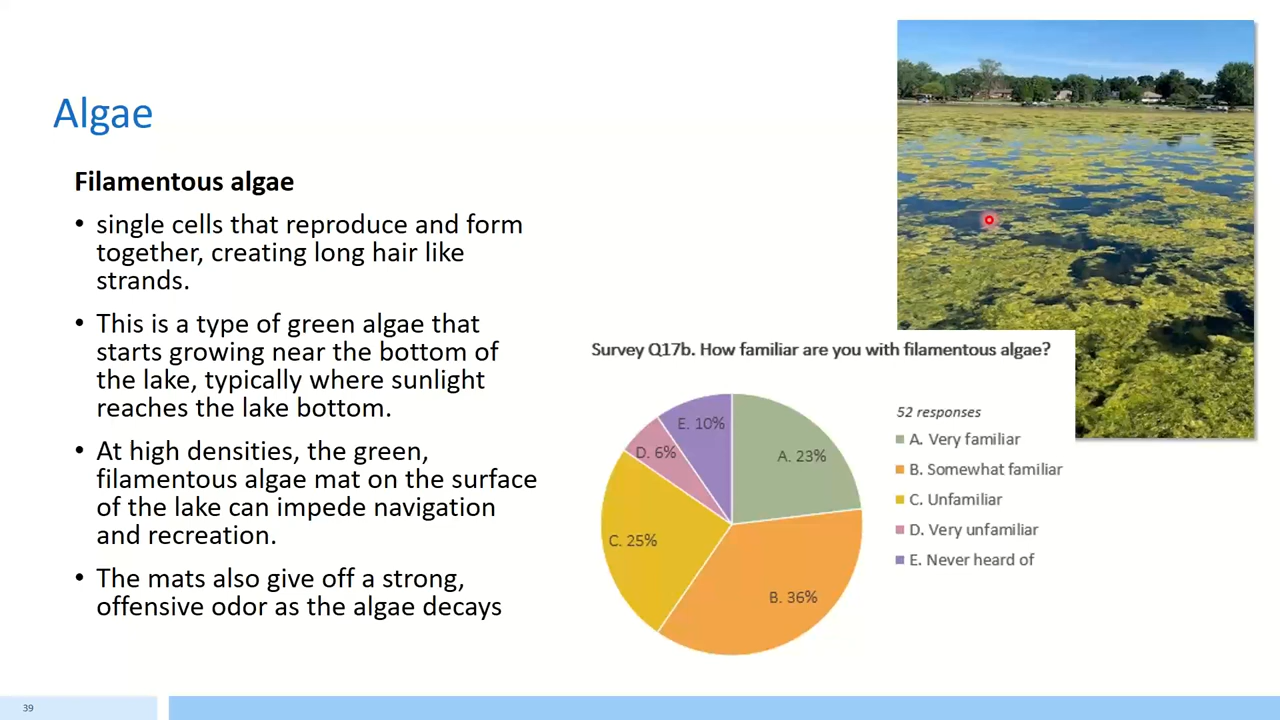 Algae
Filamentous algae
• single cells that reproduce and form
together, creating long hair like
strands.
• This is a type of green algae that
starts growing near the bottom of
the lake, typically where sunlight
reaches the lake bottom.
• At high densities, the green,
filamentous algae mat on the surface
of the lake can impede navigation
and recreation.
• The mats also give off a strong,
offensive odor as the algae decays
Survey Q17b. How familiar are you with filamentous algae?
E. 10%
D. 6%
A. 23%
C. 25%
B. 36%
52 responses
A. Very familiar
B. Somewhat familiar
C. Unfamiliar
D. Very unfamiliar
E. Never heard of
39